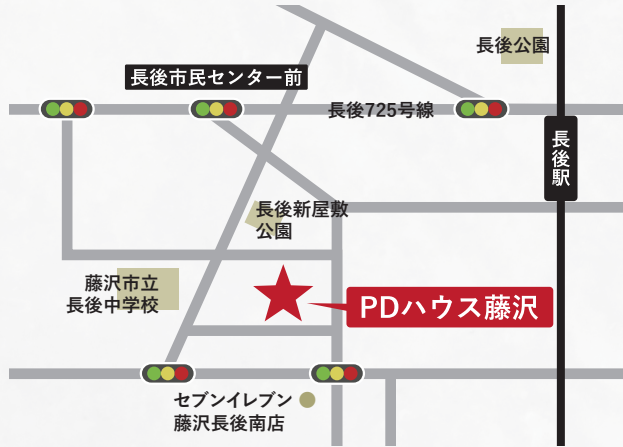 長後公園
長後市民センター前
長後725号線
長後駅
長後新屋敷
公園
藤沢市立
長後中学校
PDハウス藤沢
セブンイレブン
藤沢長後南店